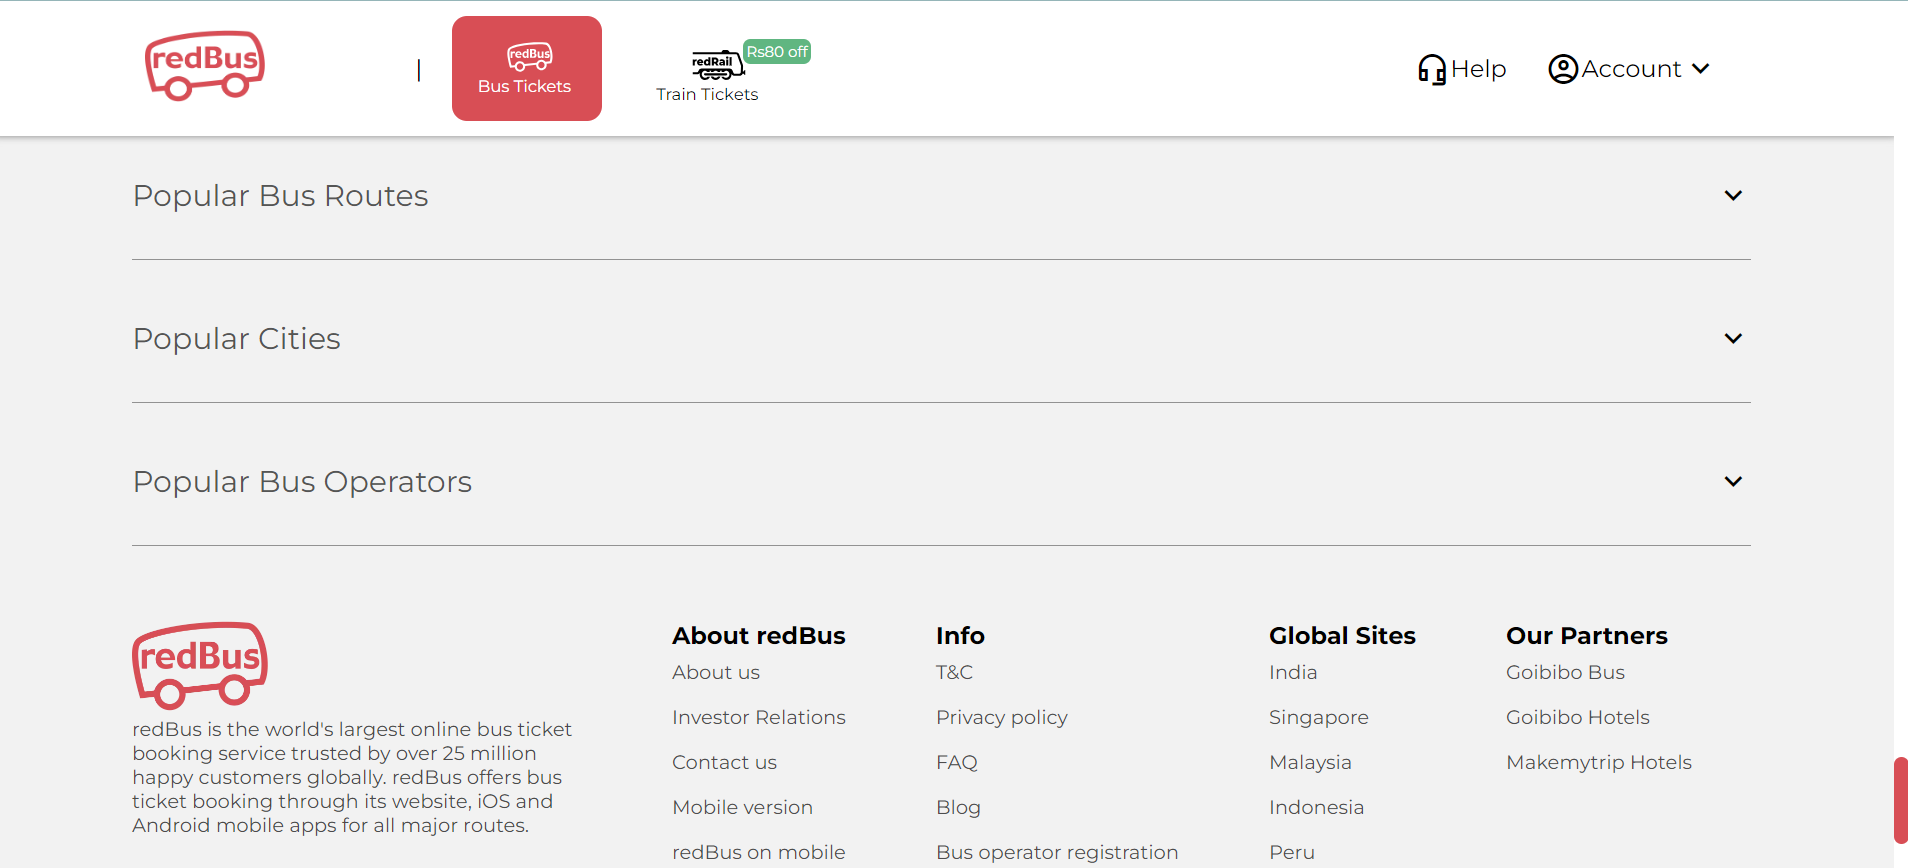 redBus
redBus
Bus Tickets
redRail
Rs80 off
Train Tickets
Help
Account
Popular Bus Routes
Popular Cities
Popular Bus Operators
redBus
redBus is the world's largest online bus ticket
booking service trusted by over 25 million
happy customers globally. redBus offers bus
ticket booking through its website, iOS and
Android mobile apps for all major routes.
About redBus
About us
Investor Relations
Contact us
Mobile version
redBus on mobile
Info
T&C
Privacy policy
FAQ
Blog
Bus operator registration
Global Sites
India
Singapore
Malaysia
Indonesia
Peru
Our Partners
Goibibo Bus
Goibibo Hotels
Makemytrip Hotels